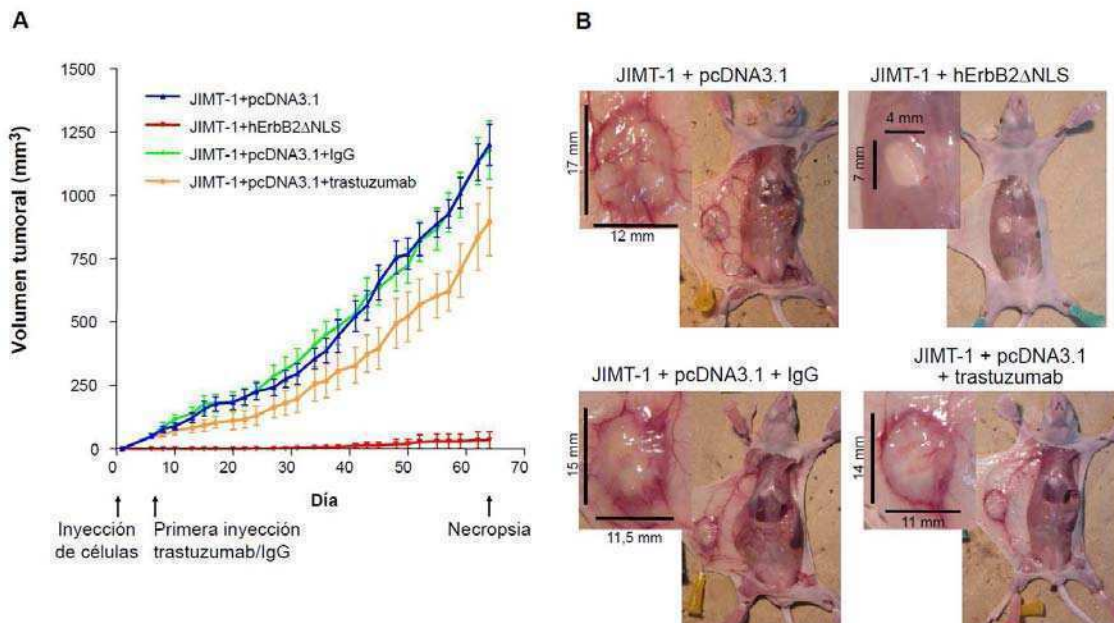 A
Volumen tumoral (mm³)
1500
1250
1000
750
500
250
0
JIMT-1+pcDNA3.1
JIMT-1+hErbB2ΔNLS
JIMT-1+pcDNA3.1+IgG
JIMT-1+pcDNA3.1+trastuzumab
0 10 20 30 40 50 60 70
Día
Inyección
de células
Primera inyección
trastuzumab/IgG
Necropsia
B
JIMT-1 + pcDNA3.1
17 mm
12 mm
JIMT-1 + hErbB2ΔNLS
4 mm
7 mm
JIMT-1 + pcDNA3.1 + IgG
15 mm
11,5 mm
JIMT-1 + pcDNA3.1
+ trastuzumab
14 mm
11 mm